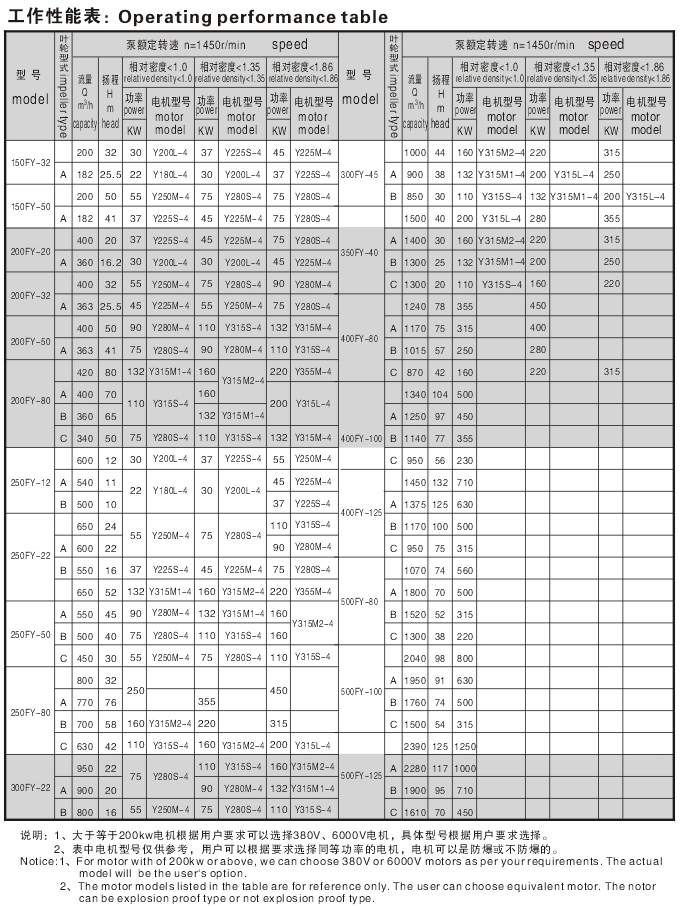 工作性能表：Operating performance table
型 号 model 叶轮型式 impeller type 泵额定转速 n=1450r/min speed 型 号 model 叶轮型式 impeller type 泵额定转速 n=1450r/min speed
流量 Q m³/h capacity 扬程 H m head 相对密度<1.0 相对密度<1.35 相对密度<1.86 流量 Q m³/h capacity 扬程 H m head 相对密度<1.0 相对密度<1.35 相对密度<1.86
relative density<1.0 relative density<1.35 relative density<1.86 relative density<1.0 relative density<1.35 relative density<1.86
功率 power KW 电机型号 motor model 功率 power KW 电机型号 motor model 功率 power KW 电机型号 motor model 功率 power KW 电机型号 motor model 功率 power KW 电机型号 motor model 功率 power KW 电机型号 motor model
150FY-32 200 32 30 Y200L-4 37 Y225S-4 45 Y225M-4 300FY-45 1000 44 160 Y315M2-4 220 315
A 182 25.5 22 Y180L-4 30 Y200L-4 37 Y225S-4 A 900 38 132 Y315M1-4 200 Y315L-4 250
150FY-50 200 50 55 Y250M-4 75 Y280S-4 75 Y280S-4 B 850 30 110 Y315S-4 132 Y315M1-4 200 Y315L-4
A 182 41 37 Y225S-4 45 Y225M-4 75 Y280S-4 1500 40 200 Y315L-4 280 355
200FY-20 400 20 37 Y225S-4 45 Y225M-4 75 Y280S-4 350FY-40 A 1400 30 160 Y315M2-4 220 315
A 360 16.2 30 Y200L-4 30 Y200L-4 45 Y225M-4 B 1300 25 132 Y315M1-4 200 250
200FY-32 400 32 55 Y250M-4 75 Y280S-4 90 Y280M-4 C 1300 20 110 Y315S-4 160 220
A 363 25.5 45 Y225M-4 55 Y250M-4 75 Y280S-4 400FY-80 1240 78 355 450
200FY-50 400 50 90 Y280M-4 110 Y315S-4 132 Y315M-4 A 1170 75 315 400
A 363 41 75 Y280S-4 90 Y280M-4 110 Y315S-4 B 1015 57 250 280
200FY-80 420 80 132 Y315M1-4 160 Y315M2-4 220 Y355M-4 C 870 42 160 220 315
A 400 70 110 Y315S-4 160 200 Y315L-4 400FY-100 1340 104 500
B 360 65 132 Y315M1-4 A 1250 97 450
C 340 50 75 Y280S-4 110 Y315S-4 132 Y315M-4 B 1140 77 355
250FY-12 600 12 30 Y200L-4 37 Y225S-4 55 Y250M-4 C 950 56 230
A 540 11 22 Y180L-4 30 Y200L-4 45 Y225M-4 400FY-125 1450 132 710
B 500 10 37 Y225S-4 A 1375 125 630
250FY-22 650 24 55 Y250M-4 75 Y280S-4 110 Y315S-4 B 1170 100 500
A 600 22 90 Y280M-4 C 950 75 315
B 550 16 37 Y225S-4 45 Y225M-4 75 Y280S-4 500FY-80 1070 74 560
250FY-50 650 52 132 Y315M1-4 160 Y315M2-4 220 Y355M-4 A 1800 70 500
A 550 45 90 Y280M-4 132 Y315M1-4 160 Y315M2-4 B 1520 52 315
B 500 40 75 Y280S-4 110 Y315S-4 160 C 1300 38 220
C 450 30 55 Y250M-4 75 Y280S-4 110 Y315S-4 500FY-100 2040 98 800
250FY-80 800 32 250 450 A 1950 91 630
A 770 76 355 B 1760 74 500
B 700 58 160 Y315M2-4 220 315 C 1500 54 315
C 630 42 110 Y315S-4 160 Y315M2-4 200 Y315L-4 500FY-125 2390 125 1250
300FY-22 950 22 75 Y280S-4 110 Y315S-4 160 Y315M2-4 A 2280 117 1000
A 900 20 90 Y280M-4 132 Y315M1-4 B 1900 95 710
B 800 16 55 Y250M-4 75 Y280S-4 110 Y315S-4 C 1610 70 450
说明：1、大于等于200kw电机根据用户要求可以选择380V、6000V电机，具体型号根据用户要求选择。
2、表中电机型号仅供参考，用户可以根据要求选择同等功率的电机，电机可以是防爆或不防爆的。
Notice:1、For motor with of 200kw or above, we can choose 380V or 6000V motors as per your requirements. The actual
model will be the user's option.
2、The motor models listed in the table are for reference only. The user can choose equivalent motor. The notor
can be explosion proof type or not explosion proof type.